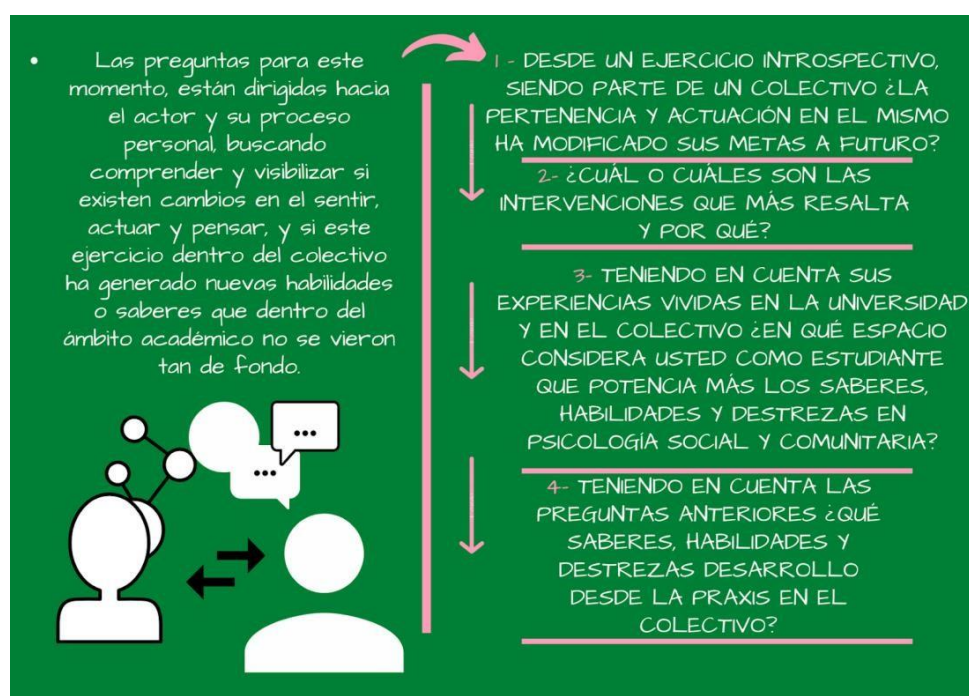 • Las preguntas para este
momento, están dirigidas hacia
el actor y su proceso
personal, buscando
comprender y visibilizar si
existen cambios en el sentir,
actuar y pensar, y si este
ejercicio dentro del colectivo
ha generado nuevas habilidades
o saberes que dentro del
ámbito académico no se vieron
tan de fondo.
1 - DESDE UN EJERCICIO INTROSPECTIVO,
SIENDO PARTE DE UN COLECTIVO ¿LA
PERTENENCIA Y ACTUACIÓN EN EL MISMO
HA MODIFICADO SUS METAS A FUTURO?
2- ¿CUÁL O CUÁLES SON LAS
INTERVENCIONES QUE MÁS RESALTA
Y POR QUÉ?
3- TENIENDO EN CUENTA SUS
EXPERIENCIAS VIVIDAS EN LA UNIVERSIDAD
Y EN EL COLECTIVO ¿EN QUÉ ESPACIO
CONSIDERA USTED COMO ESTUDIANTE
QUE POTENCIA MÁS LOS SABERES,
HABILIDADES Y DESTREZAS EN
PSICOLOGÍA SOCIAL Y COMUNITARIA?
4- TENIENDO EN CUENTA LAS
PREGUNTAS ANTERIORES ¿QUÉ
SABERES, HABILIDADES Y
DESTREZAS DESARROLLO
DESDE LA PRAXIS EN EL
COLECTIVO?